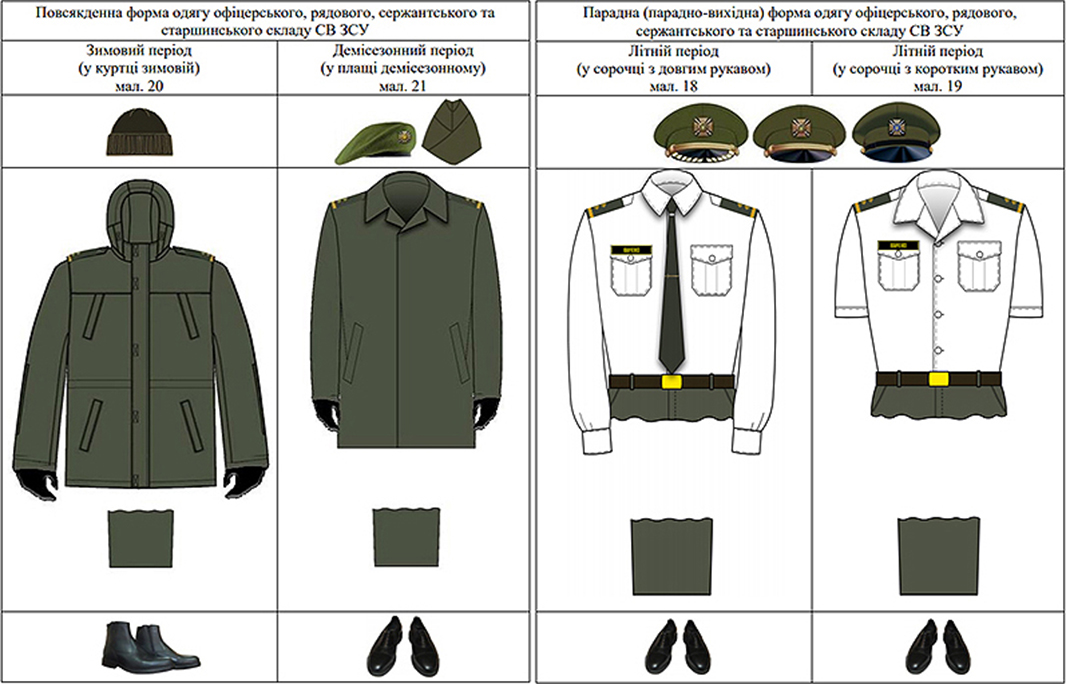 Повсякденна форма одягу офіцерського, рядового, сержантського та
старшинського складу СВ ЗСУ
Зимовий період
(у куртці зимовій)
мал. 20
Демісезонний період
(у плащі демісезонному)
мал. 21
Парадна (парадно-вихідна) форма одягу офіцерського, рядового,
сержантського та старшинського складу СВ ЗСУ
Літній період
(у сорочці з довгим рукавом)
мал. 18
Літній період
(у сорочці з коротким рукавом)
мал. 19